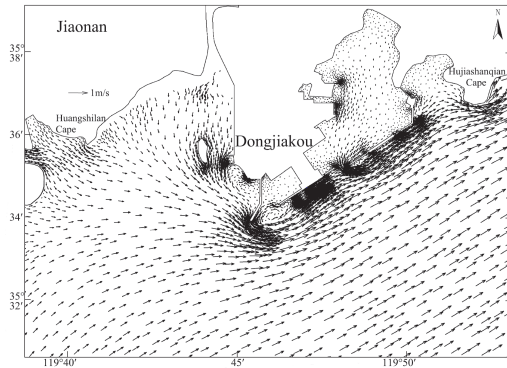 Jiaonan
N
35°
38'
1m/s
Hujiashanqian
Cape
Huangshilan
Cape
36'
Dongjiakou
34'
35°
32'
119°40'
45'
119°50'